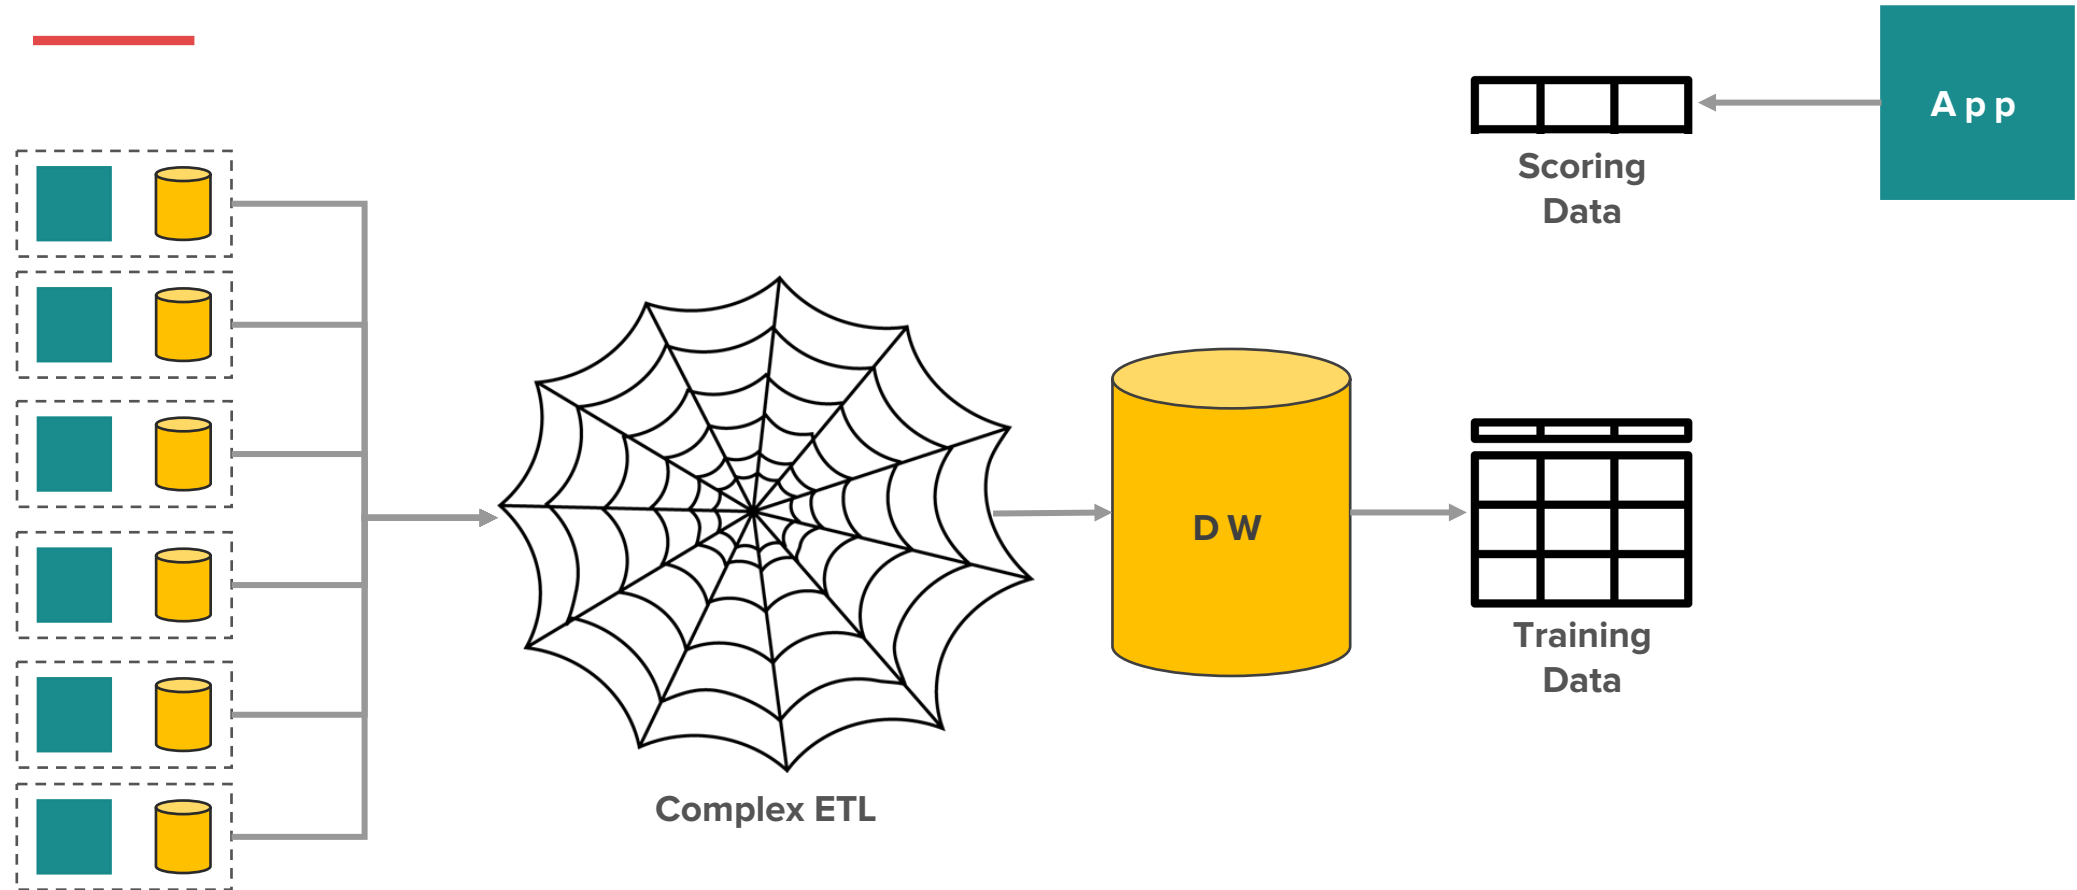 App
Scoring
Data
DW
Training
Data
Complex ETL